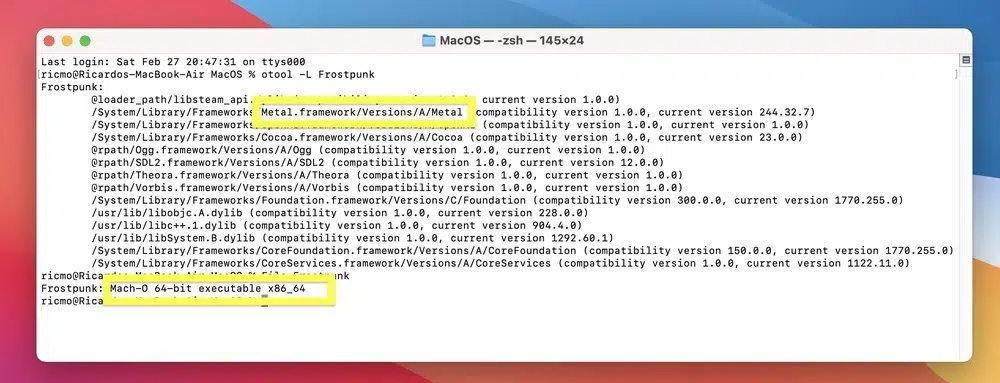 MacOS — -zsh — 145×24
Last login: Sat Feb 27 20:47:31 on ttys000
[ricmo@Ricardos-MacBook-Air MacOS % otool -L Frostpunk ]
Frostpunk:
@loader_path/libsteam_api. current version 1.0.0)
/System/Library/Frameworks Metal.framework/Versions/A/Metal compatibility version 1.0.0, current version 244.32.7)
/System/Library/Frameworks version 1.0.0, current version 1.0.0)
/System/Library/Frameworks/Cocoa.framework/Versions/A/Cocoa (compatibility version 1.0.0, current version 23.0.0)
@rpath/Ogg.framework/Versions/A/Ogg (compatibility version 1.0.0, current version 1.0.0)
@rpath/SDL2.framework/Versions/A/SDL2 (compatibility version 1.0.0, current version 12.0.0)
@rpath/Theora.framework/Versions/A/Theora (compatibility version 1.0.0, current version 1.0.0)
@rpath/Vorbis.framework/Versions/A/Vorbis (compatibility version 1.0.0, current version 1.0.0)
/System/Library/Frameworks/Foundation.framework/Versions/C/Foundation (compatibility version 300.0.0, current version 1770.255.0)
/usr/lib/libobjc.A.dylib (compatibility version 1.0.0, current version 228.0.0)
/usr/lib/libc++.1.dylib (compatibility version 1.0.0, current version 904.4.0)
/usr/lib/libSystem.B.dylib (compatibility version 1.0.0, current version 1292.60.1)
/System/Library/Frameworks/CoreFoundation.framework/Versions/A/CoreFoundation (compatibility version 150.0.0, current version 1770.255.0)
/System/Library/Frameworks/CoreServices.framework/Versions/A/CoreServices (compatibility version 1.0.0, current version 1122.11.0)
ricmo@Ricardos-MacBook-Air MacOS % File Frostpunk
Frostpunk: Mach-O 64-bit executable x86_64
ricmo@Rica